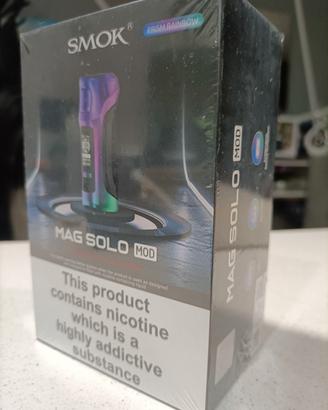 SMOK®
PRISM RAINBOW
MAG SOLO MOD
This product
contains nicotine
which is a
highly addictive
substance
MAG SOLO MOD